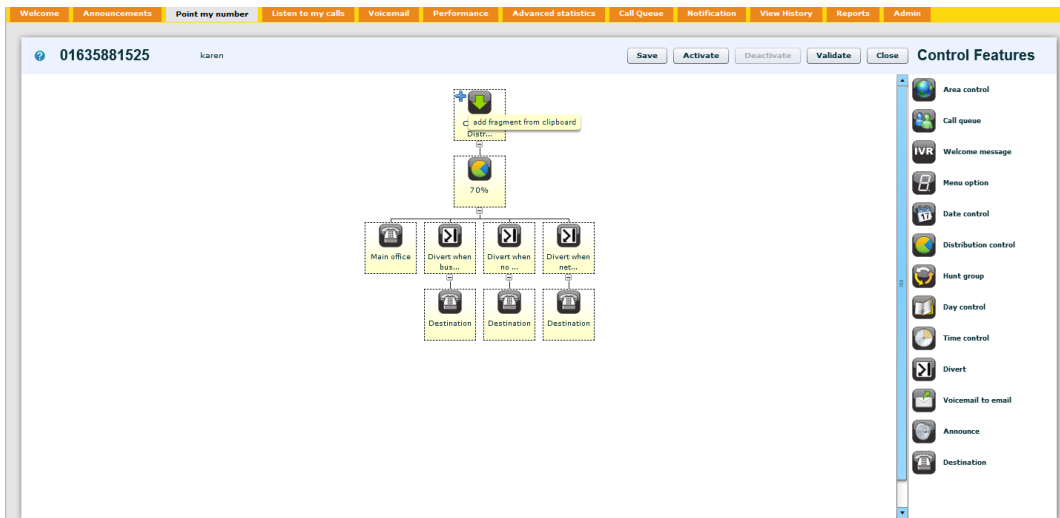 Welcome Announcements Point my number Listen to my calls Voicemail Performance Advanced statistics Call Queue Notification View History Reports Admin
01635881525 karen Save Activate Deactivate Validate Close Control Features
add fragment from clipboard
Distr...
70%
Main office
Divert when bus...
Divert when no ...
Divert when net...
Destination Destination Destination
Area control
Call queue
IVR Welcome message
Menu option
17 Date control
Distribution control
Hunt group
Day control
Time control
Divert
Voicemail to email
Announce
Destination